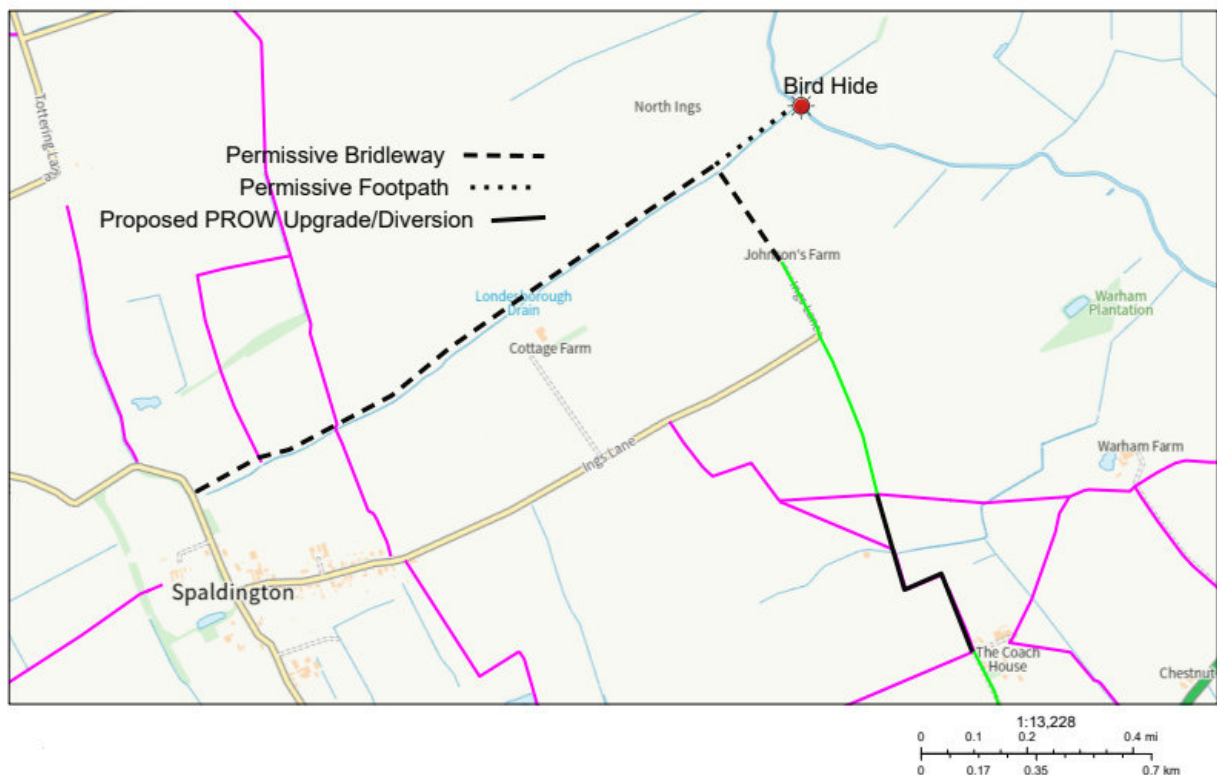 Bird Hide
North Ings
Tottering Lane
Permissive Bridleway
Permissive Footpath
Proposed PROW Upgrade/Diversion
Johnson's Farm
Ings Lane
Londesborough
Drain
Warham
Plantation
Cottage Farm
Ings Lane
Warham Farm
Spaldington
The Coach
House
Chestnut
1:13,228
0 0.1 0.2 0.4 mi
0 0.17 0.35 0.7 km